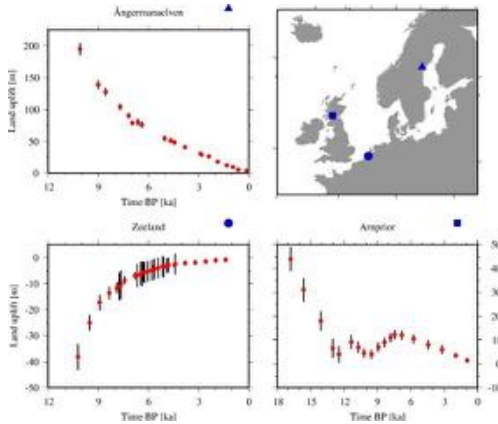 Ångermanaelven
200
150
100
50
0
Land uplift [m]
12 9 6 3 0
Time BP [ka]
Zeeland
0
-10
-20
-30
-40
-50
Land uplift [m]
12 9 6 3 0
Time BP [ka]
Arnprior
50
40
30
20
10
0
-10
18 15 12 9 6 3 0
Time BP [ka]